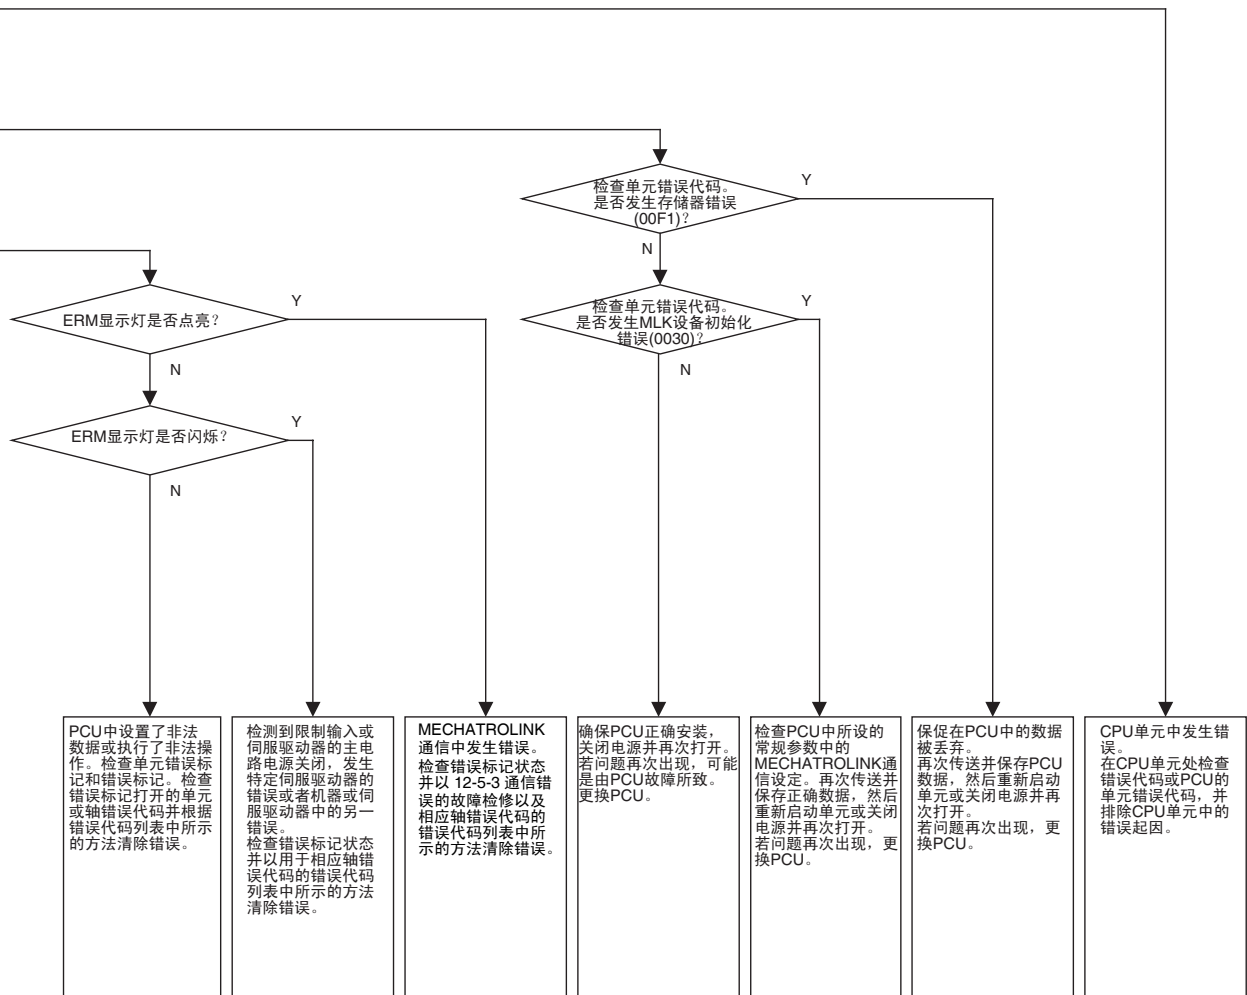 检查单元错误代码。
是否发生存储器错误
(00F1)？
Y
N
检查单元错误代码。
是否发生MLK设备初始化
错误(0030)？
Y
N
ERM显示灯是否点亮？
Y
N
ERM显示灯是否闪烁？
Y
N
PCU中设置了非法
数据或执行了非法操
作。检查单元错误标
记和错误标记。检查
错误标记打开的单元
或轴错误代码并根据
错误代码列表中所示
的方法清除错误。
检测到限制输入或
伺服驱动器的主电
路电源关闭，发生
特定伺服驱动器的
错误或者机器或伺
服驱动器中的另一
错误。
检查错误标记状态
并以用于相应轴错
误代码的错误代码
列表中所示的方法
清除错误。
MECHATROLINK
通信中发生错误。
检查错误标记状态
并以 12-5-3 通信错
误的故障检修以及
相应轴错误代码的
错误代码列表中所
示的方法清除错误。
确保PCU正确安装，
关闭电源并再次打开。
若问题再次出现，可能
是由PCU故障所致。
更换PCU。
检查PCU中所设的
常规参数中的
MECHATROLINK通
信设定。再次传送并
保存正确数据，然后
重新启动单元或关闭
电源并再次打开。
若问题再次出现，更
换PCU。
保促在PCU中的数据
被丢弃。
再次传送并保存PCU
数据，然后重新启动
单元或关闭电源并再
次打开。
若问题再次出现，更
换PCU。
CPU单元中发生错
误。
在CPU单元处检查
错误代码或PCU的
单元错误代码，并
排除CPU单元中的
错误起因。